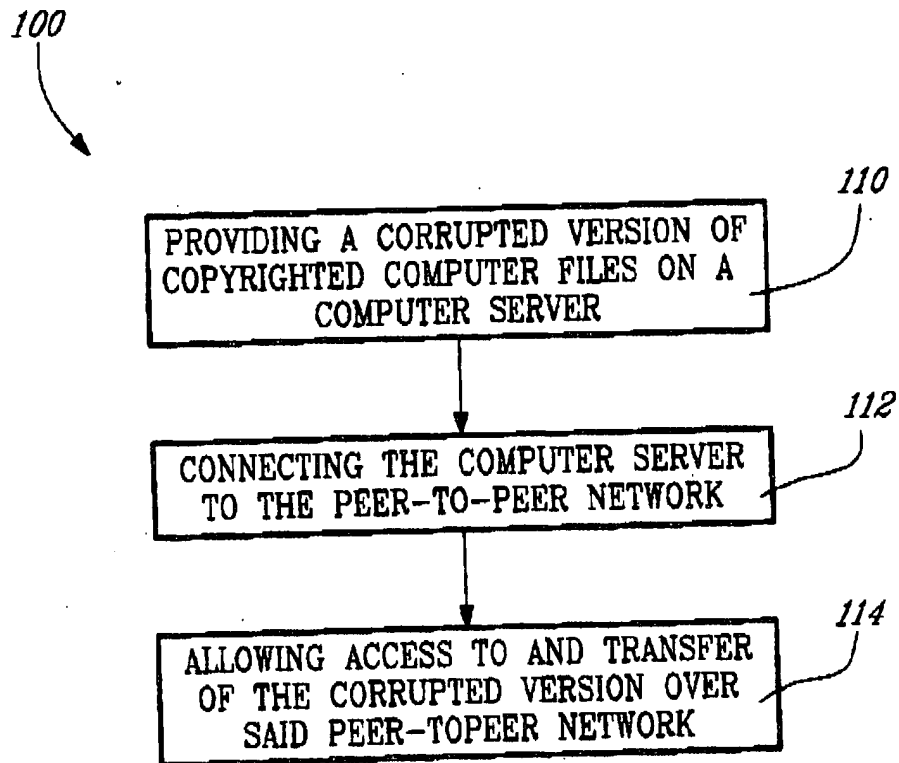 100
110
PROVIDING A CORRUPTED VERSION OF
COPYRIGHTED COMPUTER FILES ON A
COMPUTER SERVER
112
CONNECTING THE COMPUTER SERVER
TO THE PEER-TO-PEER NETWORK
114
ALLOWING ACCESS TO AND TRANSFER
OF THE CORRUPTED VERSION OVER
SAID PEER-TOPEER NETWORK